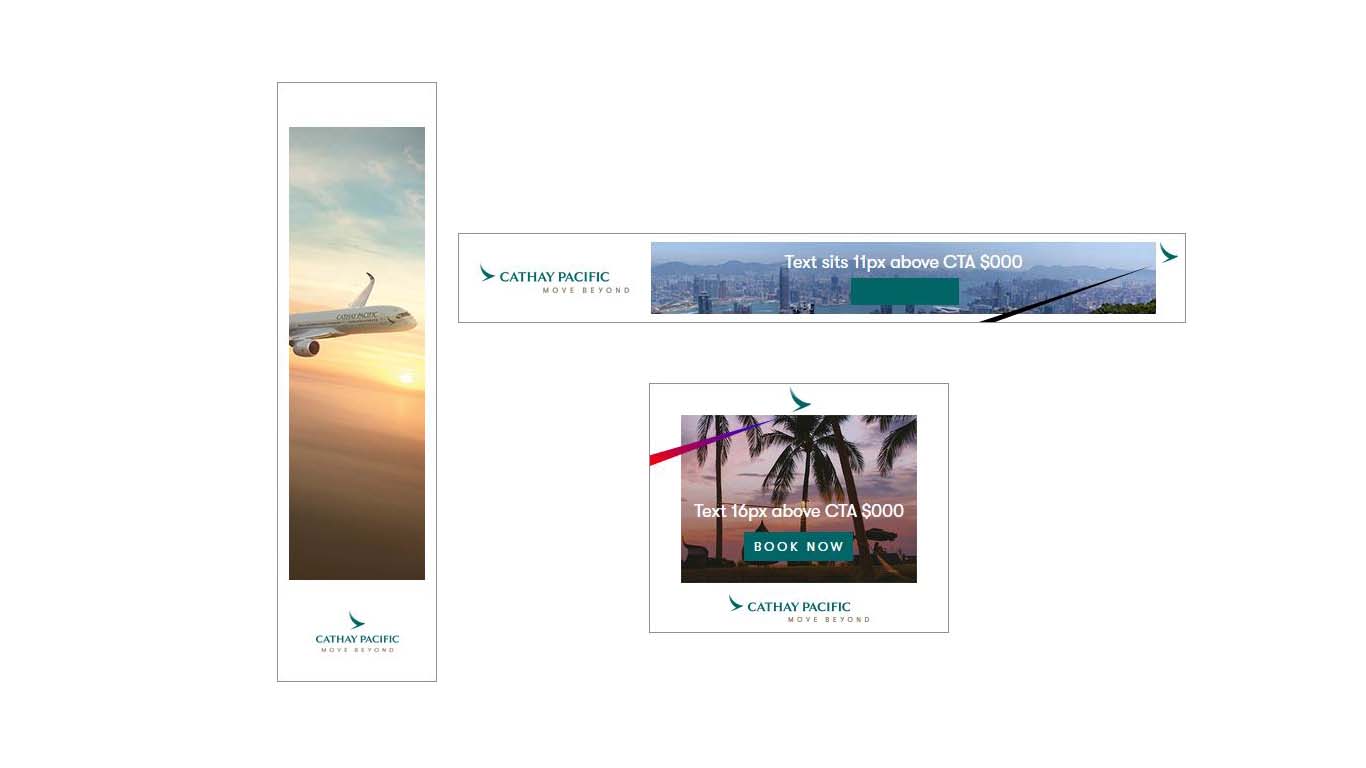 CATHAY PACIFIC
CATHAY PACIFIC
MOVE BEYOND
CATHAY PACIFIC
MOVE BEYOND
Text sits 11px above CTA $000
Text 16px above CTA $000
BOOK NOW
CATHAY PACIFIC
MOVE BEYOND